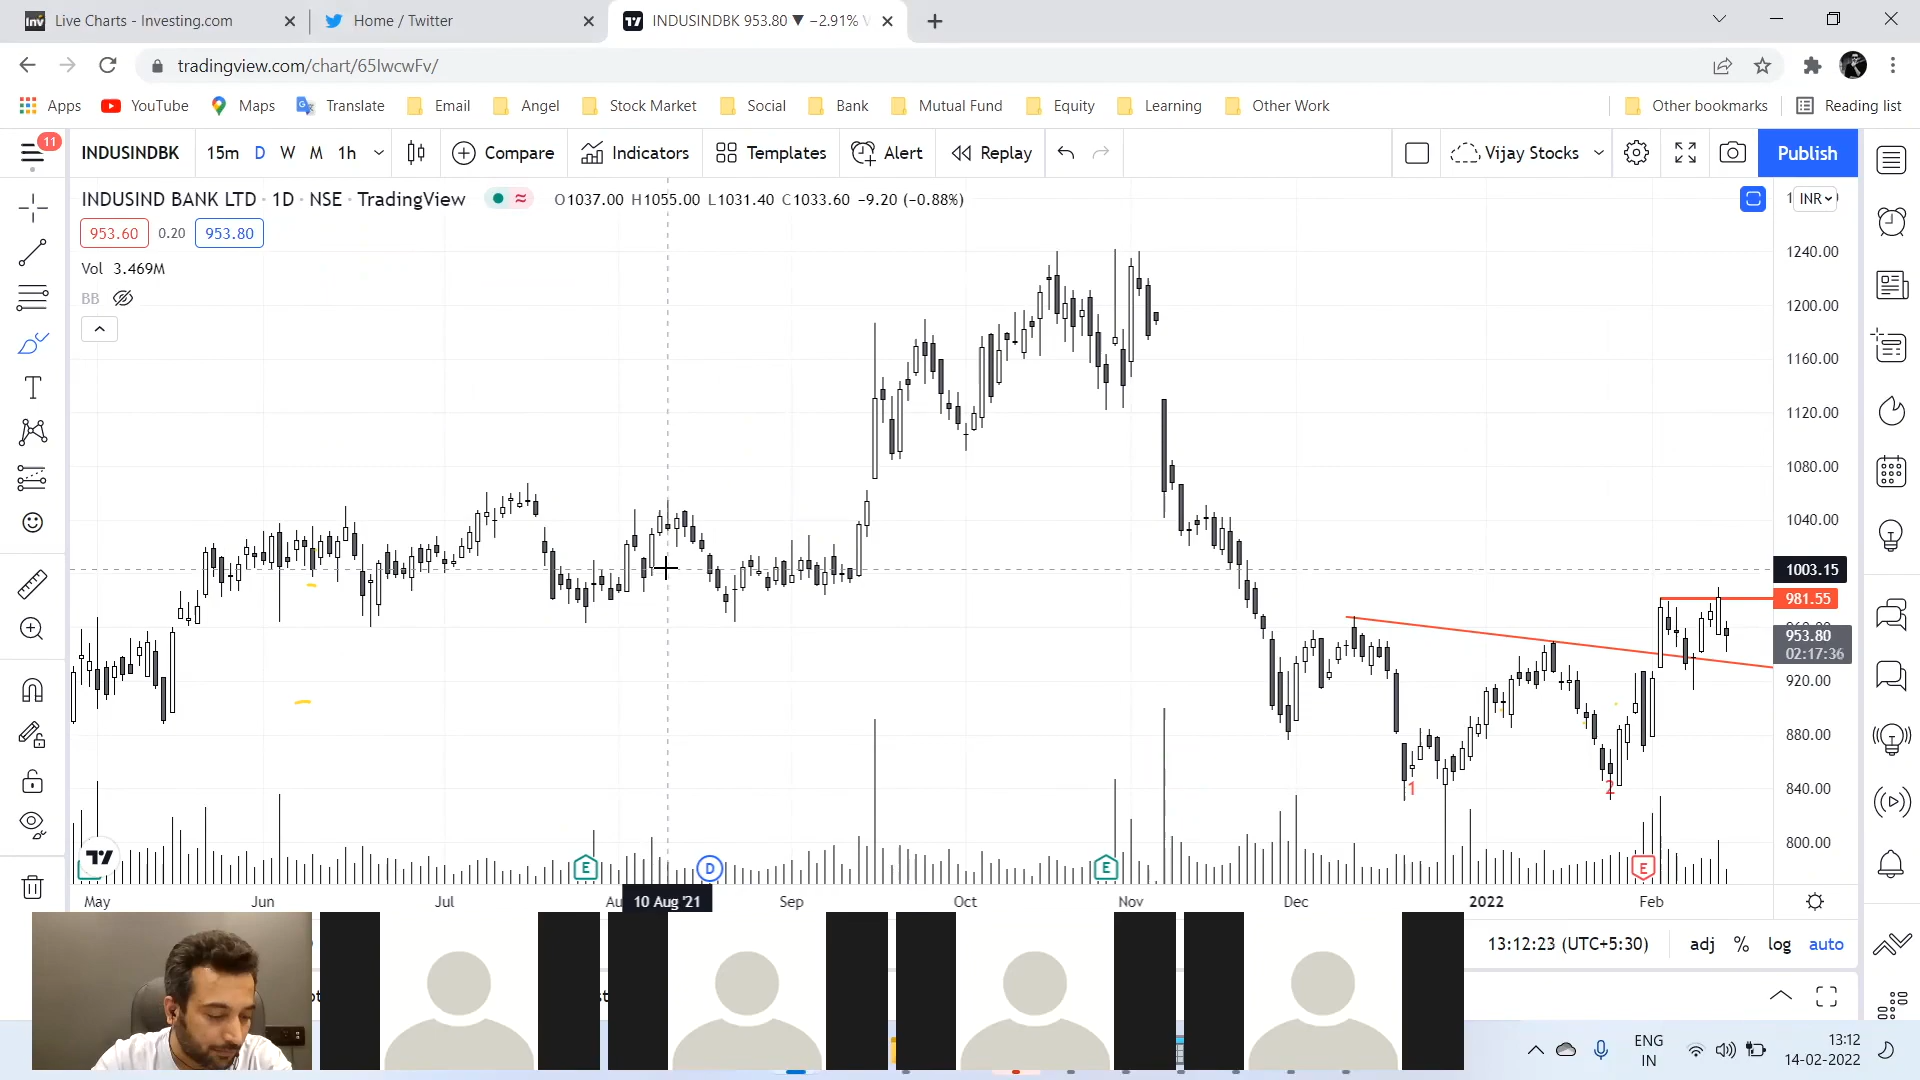 Live Charts - Investing.com
Home / Twitter
INDUSINDBK 953.80 ▼ −2.91%
tradingview.com/chart/65lwcwFv/
Apps YouTube Maps Translate Email Angel Stock Market Social Bank Mutual Fund Equity Learning Other Work Other bookmarks Reading list
11
INDUSINDBK 15m D W M 1h Compare Indicators Templates Alert Replay Vijay Stocks Publish
INDUSIND BANK LTD · 1D · NSE · TradingView O1037.00 H1055.00 L1031.40 C1033.60 −9.20 (−0.88%)
INR
953.60 0.20 953.80
Vol 3.469M
BB
1240.00
1200.00
1160.00
1120.00
1080.00
1040.00
1003.15
981.55
953.80
02:17:36
920.00
880.00
840.00
800.00
1
2
E D E E
May Jun Jul 10 Aug '21 Sep Oct Nov Dec 2022 Feb
13:12:23 (UTC+5:30) adj % log auto
ENG
IN
13:12
14-02-2022